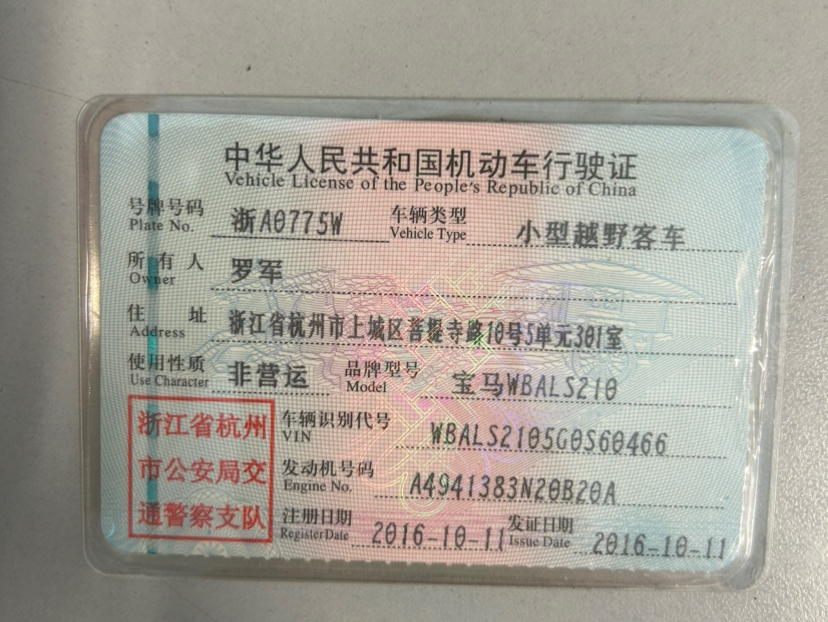 中华人民共和国机动车行驶证
Vehicle License of the People's Republic of China
号牌号码 浙A0775W 车辆类型 小型越野客车
Plate No. Vehicle Type
所有人 罗军
Owner
住址 浙江省杭州市上城区菩提寺路10号5单元301室
Address
使用性质 非营运 品牌型号 宝马WBALS210
Use Character Model
浙江省杭州 车辆识别代号 WBALS2105G0S60466
VIN
市公安局交 发动机号码 A4941383N20B20A
Engine No.
通警察支队 注册日期 2016-10-11 发证日期 2016-10-11
Register Date Issue Date